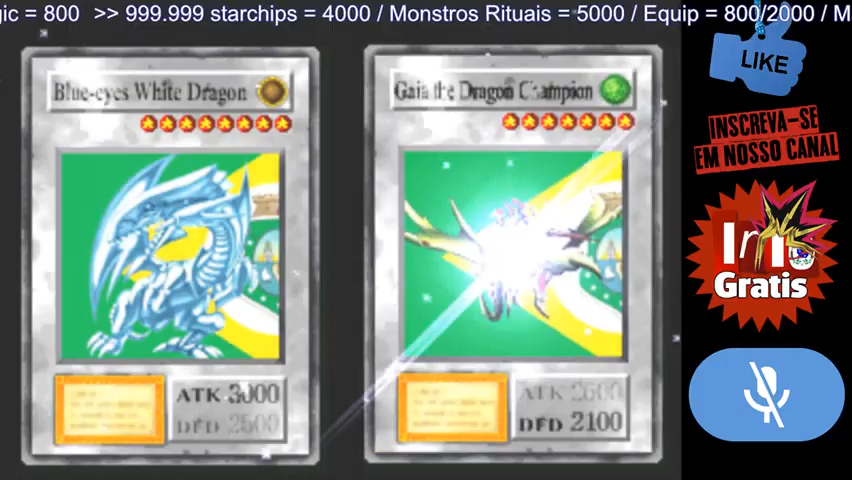 ic = 800 >> 999.999 starchips = 4000 / Monstros Rituais = 5000 / Equip = 800/2000 / M
Blue-eyes White Dragon
ATK 3000
DFD 2500
Gaia the Dragon Champion
ATK 2600
DFD 2100
LIKE
INSCREVA-SE
EM NOSSO CANAL
Gratis